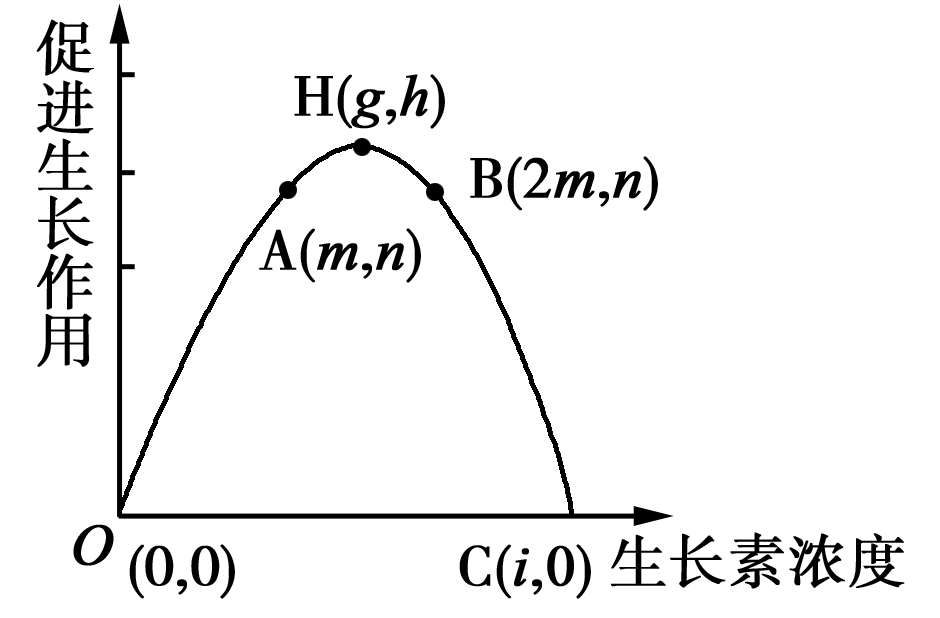 促进生长作用
H(g,h)
B(2m,n)
A(m,n)
O
(0,0)
C(i,0)
生长素浓度